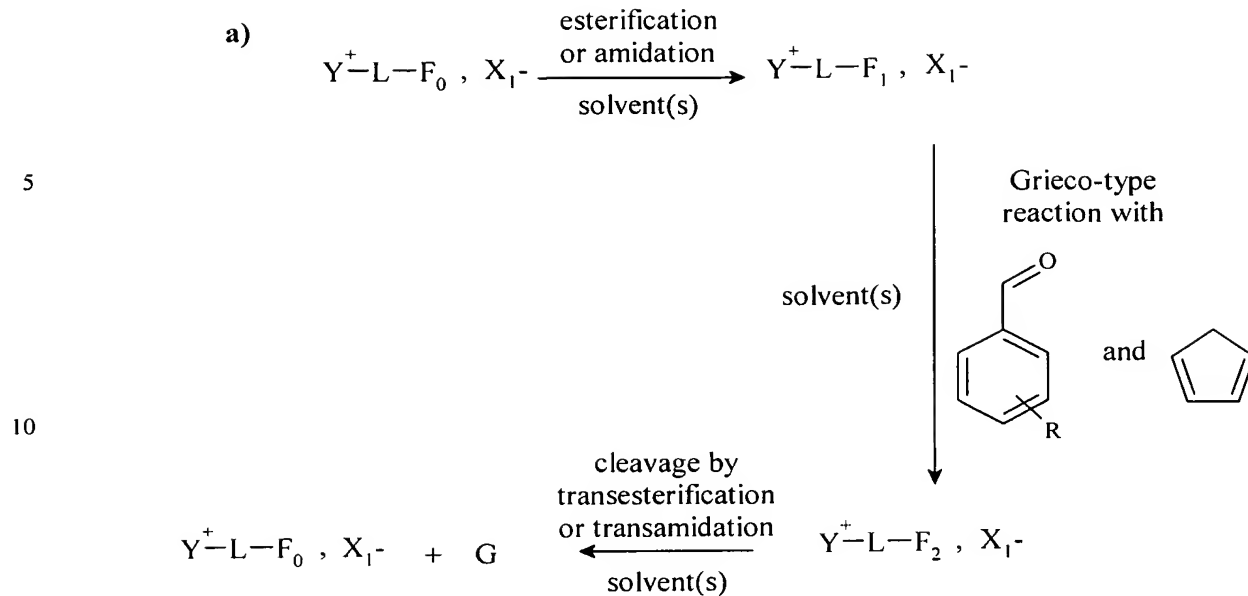 a)
esterification
or amidation
Y⁺—L—F₀ , X₁- Y⁺—L—F₁ , X₁-
solvent(s)
5
Grieco-type
reaction with
O
solvent(s)
and
R
10
cleavage by
transesterification
or transamidation
Y⁺—L—F₀ , X₁- + G Y⁺—L—F₂ , X₁-
solvent(s)